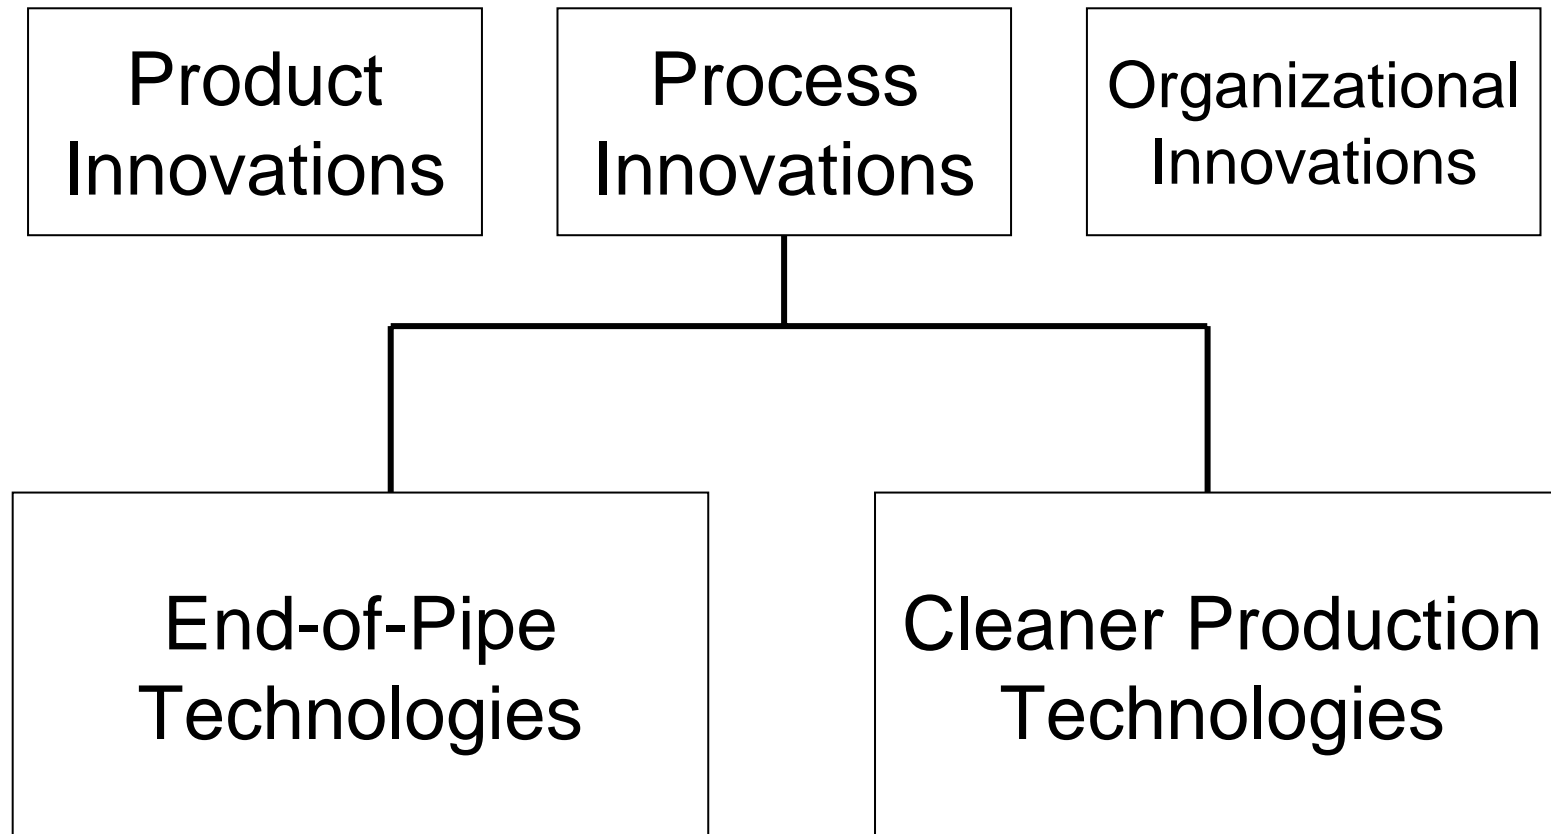 Product
Innovations
Process
Innovations
Organizational
Innovations
End-of-Pipe
Technologies
Cleaner Production
Technologies